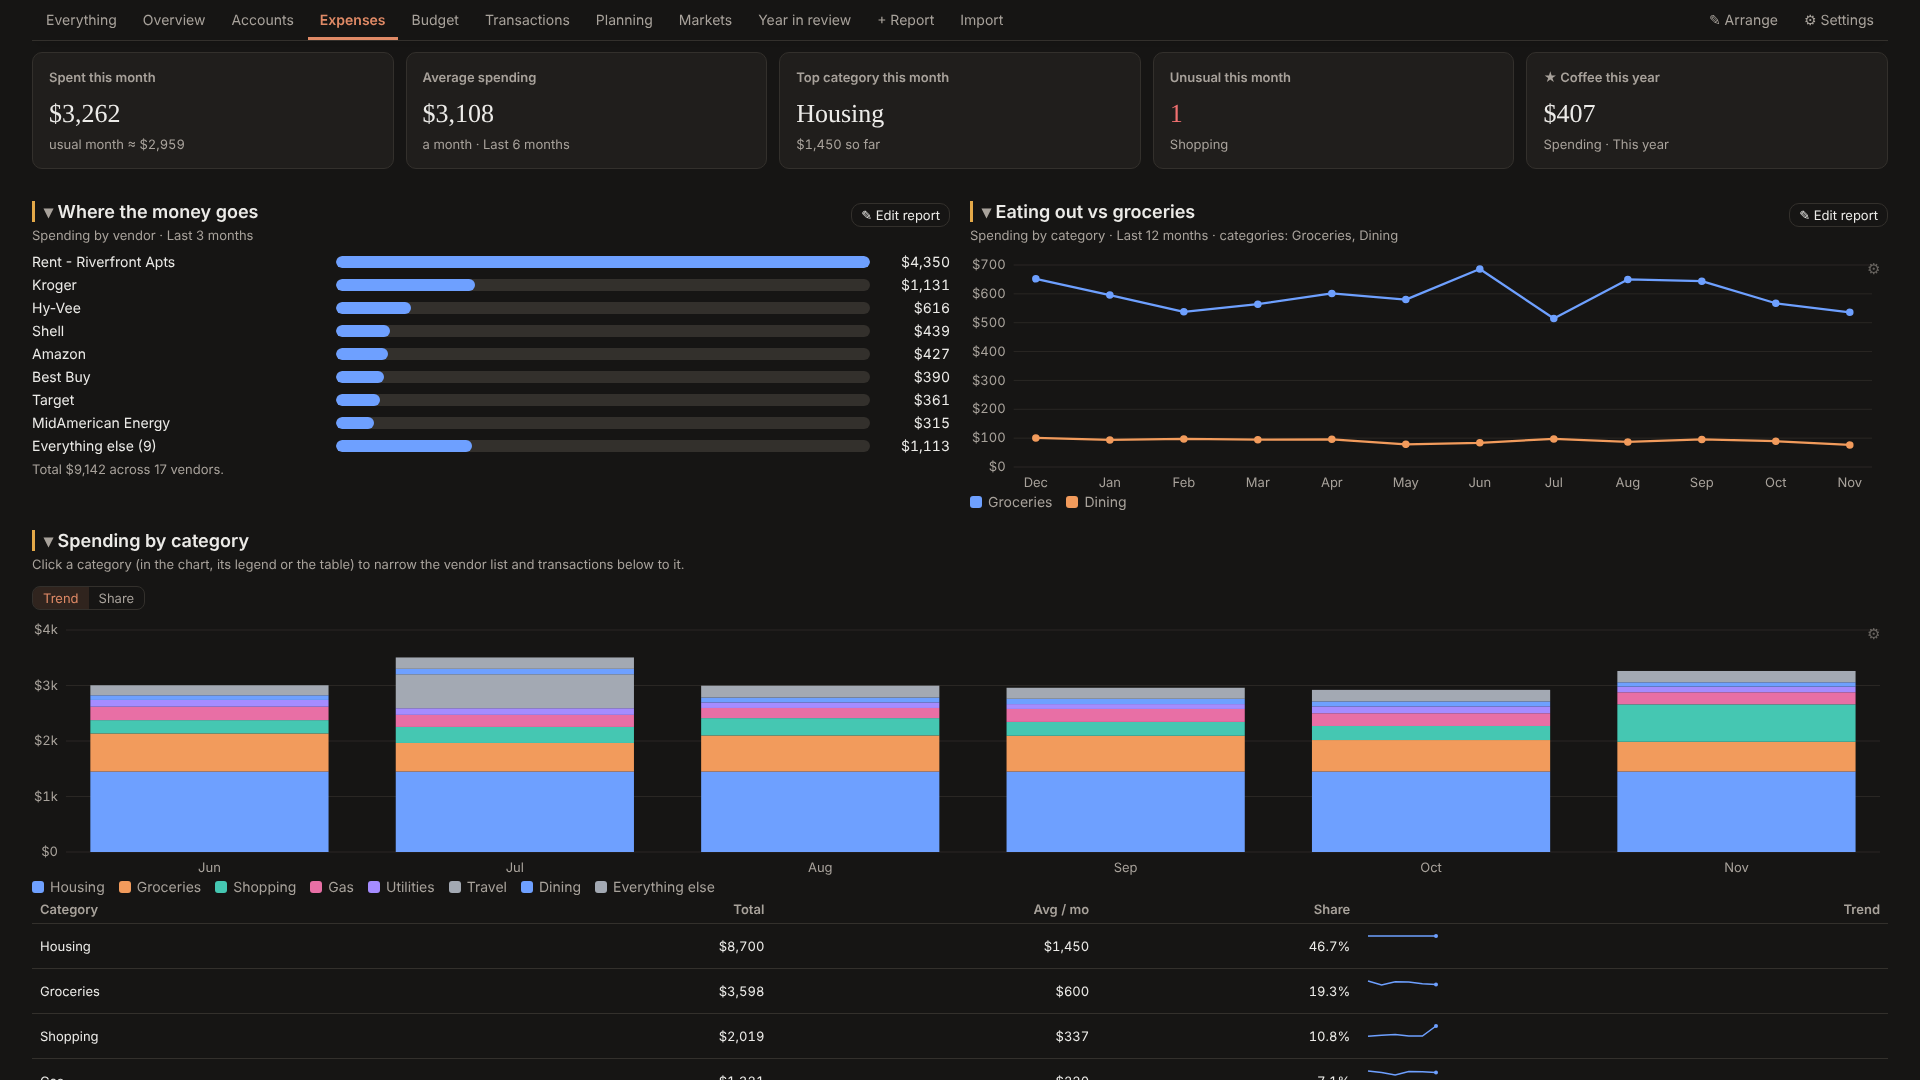 Everything Overview Accounts Expenses Budget Transactions Planning Markets Year in review + Report Import ✎ Arrange ⚙ Settings
Spent this month
$3,262
usual month ≈ $2,959
Average spending
$3,108
a month · Last 6 months
Top category this month
Housing
$1,450 so far
Unusual this month
1
Shopping
★ Coffee this year
$407
Spending · This year
▼ Where the money goes
✎ Edit report
Spending by vendor · Last 3 months
Rent - Riverfront Apts $4,350
Kroger $1,131
Hy-Vee $616
Shell $439
Amazon $427
Best Buy $390
Target $361
MidAmerican Energy $315
Everything else (9) $1,113
Total $9,142 across 17 vendors.
▼ Eating out vs groceries
✎ Edit report
Spending by category · Last 12 months · categories: Groceries, Dining
$700
$600
$500
$400
$300
$200
$100
$0
Dec Jan Feb Mar Apr May Jun Jul Aug Sep Oct Nov
Groceries Dining
▼ Spending by category
Click a category (in the chart, its legend or the table) to narrow the vendor list and transactions below to it.
Trend Share
$4k
$3k
$2k
$1k
$0
Jun Jul Aug Sep Oct Nov
Housing Groceries Shopping Gas Utilities Travel Dining Everything else
Category Total Avg / mo Share Trend
Housing $8,700 $1,450 46.7%
Groceries $3,598 $600 19.3%
Shopping $2,019 $337 10.8%